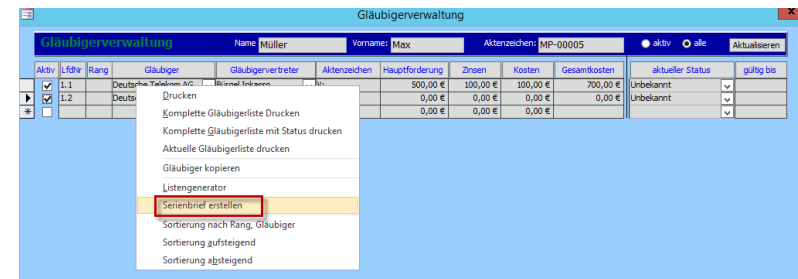 Gläubigerverwaltung
x
Gläubigerverwaltung Name Müller Vorname: Max Aktenzeichen: MP-00005 aktiv alle Aktualisieren
Aktiv LfdNr Rang Gläubiger Gläubigervertreter Aktenzeichen Hauptforderung Zinsen Kosten Gesamtkosten aktueller Status gültig bis
1.1 Deutsche Telekom AG Bürgel Inkasso 500,00 € 100,00 € 100,00 € 700,00 € Unbekannt
1.2 0,00 € 0,00 € 0,00 € 0,00 € Unbekannt
0,00 € 0,00 € 0,00 €
Drucken
Komplette Gläubigerliste Drucken
Komplette Gläubigerliste mit Status drucken
Aktuelle Gläubigerliste drucken
Gläubiger kopieren
Listengenerator
Serienbrief erstellen
Sortierung nach Rang, Gläubiger
Sortierung aufsteigend
Sortierung absteigend